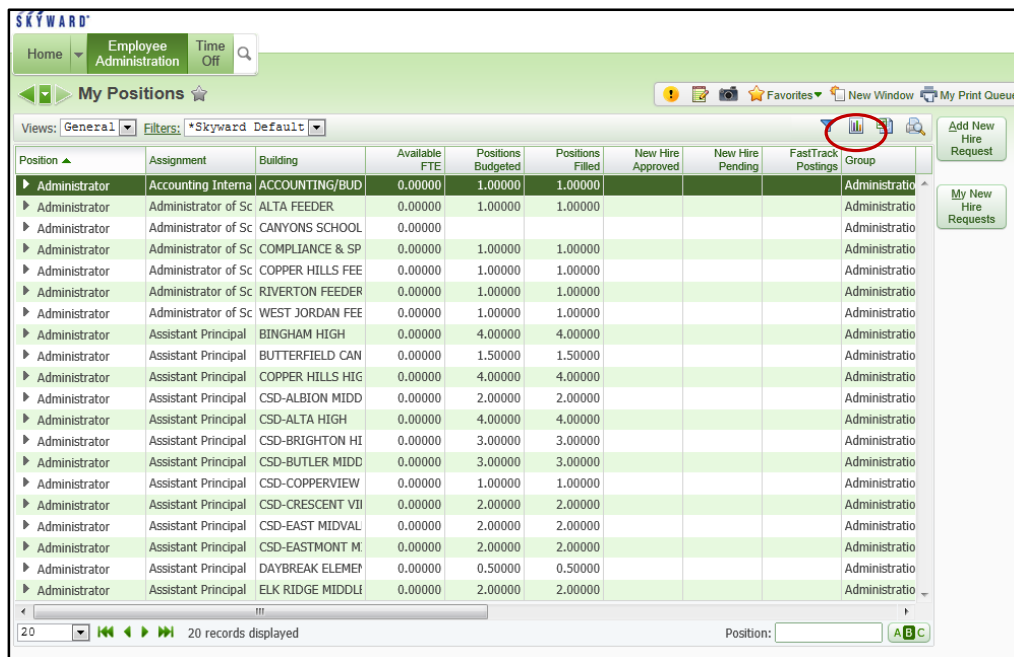 SKYWARD
Home Employee Administration Time Off
My Positions Favorites New Window My Print Queue
Views: General Filters: *Skyward Default Add New Hire Request
My New Hire Requests
Position Assignment Building Available FTE Positions Budgeted Positions Filled New Hire Approved New Hire Pending FastTrack Postings Group
Administrator Accounting Interna ACCOUNTING/BUD 0.00000 1.00000 1.00000 Administratio
Administrator Administrator of Sc ALTA FEEDER 0.00000 1.00000 1.00000 Administratio
Administrator Administrator of Sc CANYONS SCHOOL 0.00000 Administratio
Administrator Administrator of Sc COMPLIANCE & SP 0.00000 1.00000 1.00000 Administratio
Administrator Administrator of Sc COPPER HILLS FEE 0.00000 1.00000 1.00000 Administratio
Administrator Administrator of Sc RIVERTON FEEDER 0.00000 1.00000 1.00000 Administratio
Administrator Administrator of Sc WEST JORDAN FEE 0.00000 1.00000 1.00000 Administratio
Administrator Assistant Principal BINGHAM HIGH 0.00000 4.00000 4.00000 Administratio
Administrator Assistant Principal BUTTERFIELD CAN 0.00000 1.50000 1.50000 Administratio
Administrator Assistant Principal COPPER HILLS HIG 0.00000 4.00000 4.00000 Administratio
Administrator Assistant Principal CSD-ALBION MIDD 0.00000 2.00000 2.00000 Administratio
Administrator Assistant Principal CSD-ALTA HIGH 0.00000 4.00000 4.00000 Administratio
Administrator Assistant Principal CSD-BRIGHTON HI 0.00000 3.00000 3.00000 Administratio
Administrator Assistant Principal CSD-BUTLER MIDD 0.00000 3.00000 3.00000 Administratio
Administrator Assistant Principal CSD-COPPERVIEW 0.00000 1.00000 1.00000 Administratio
Administrator Assistant Principal CSD-CRESCENT VII 0.00000 2.00000 2.00000 Administratio
Administrator Assistant Principal CSD-EAST MIDVAL 0.00000 2.00000 2.00000 Administratio
Administrator Assistant Principal CSD-EASTMONT M 0.00000 2.00000 2.00000 Administratio
Administrator Assistant Principal DAYBREAK ELEMEN 0.00000 0.50000 0.50000 Administratio
Administrator Assistant Principal ELK RIDGE MIDDLE 0.00000 2.00000 2.00000 Administratio
20 20 records displayed Position: A B C